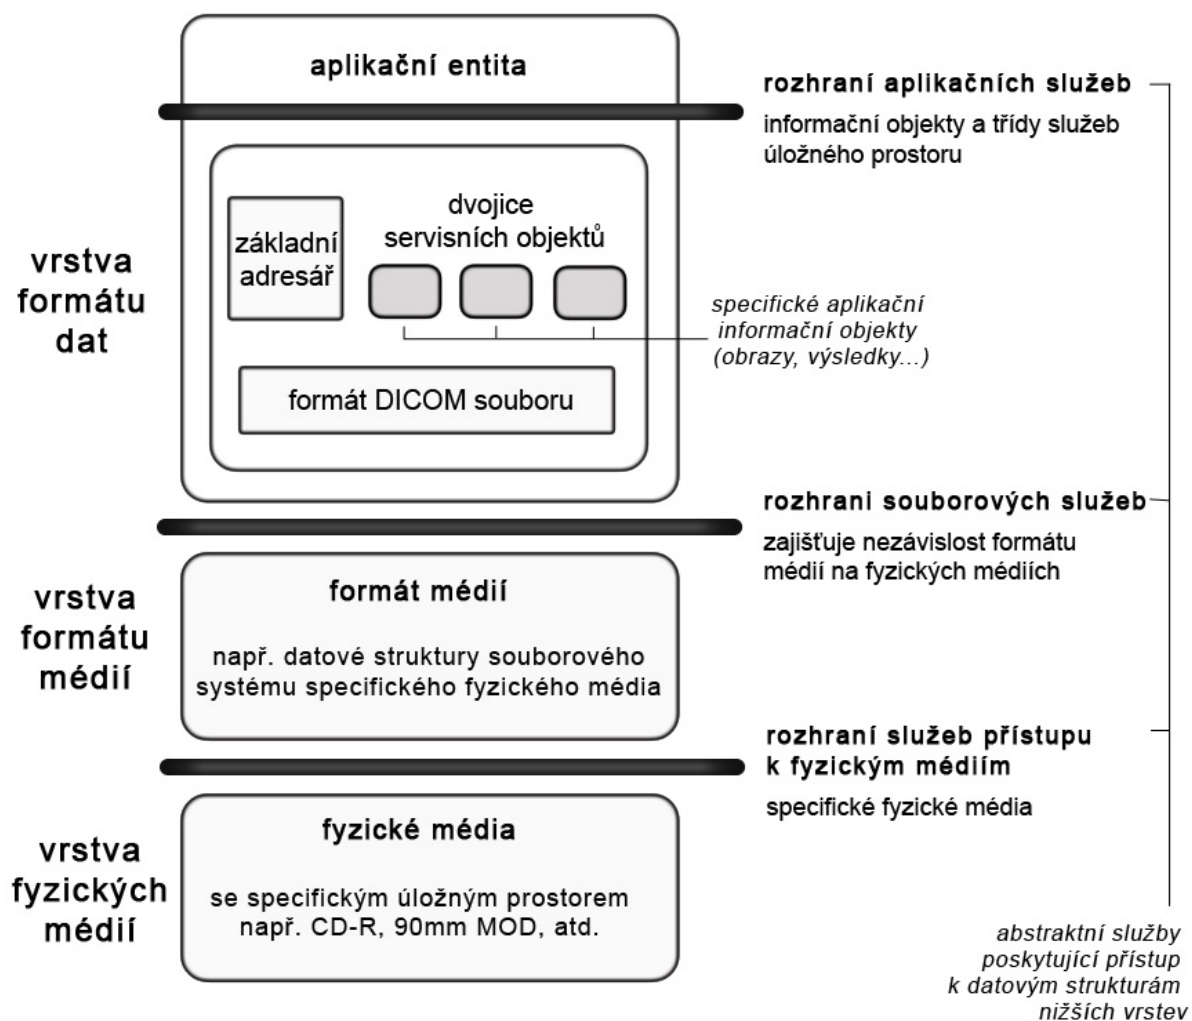 aplikační entita
rozhraní aplikačních služeb
informační objekty a třídy služeb
úložného prostoru
vrstva
formátu
dat
základní
adresář
dvojice
servisních objektů
specifické aplikační
informační objekty
(obrazy, výsledky...)
formát DICOM souboru
rozhrani souborových služeb
zajišťuje nezávislost formátu
médií na fyzických médiích
vrstva
formátu
médií
formát médií
např. datové struktury souborového
systému specifického fyzického média
rozhraní služeb přístupu
k fyzickým médiím
specifické fyzické média
vrstva
fyzických
médií
fyzické média
se specifickým úložným prostorem
např. CD-R, 90mm MOD, atd.
abstraktní služby
poskytující přístup
k datovým strukturám
nižších vrstev